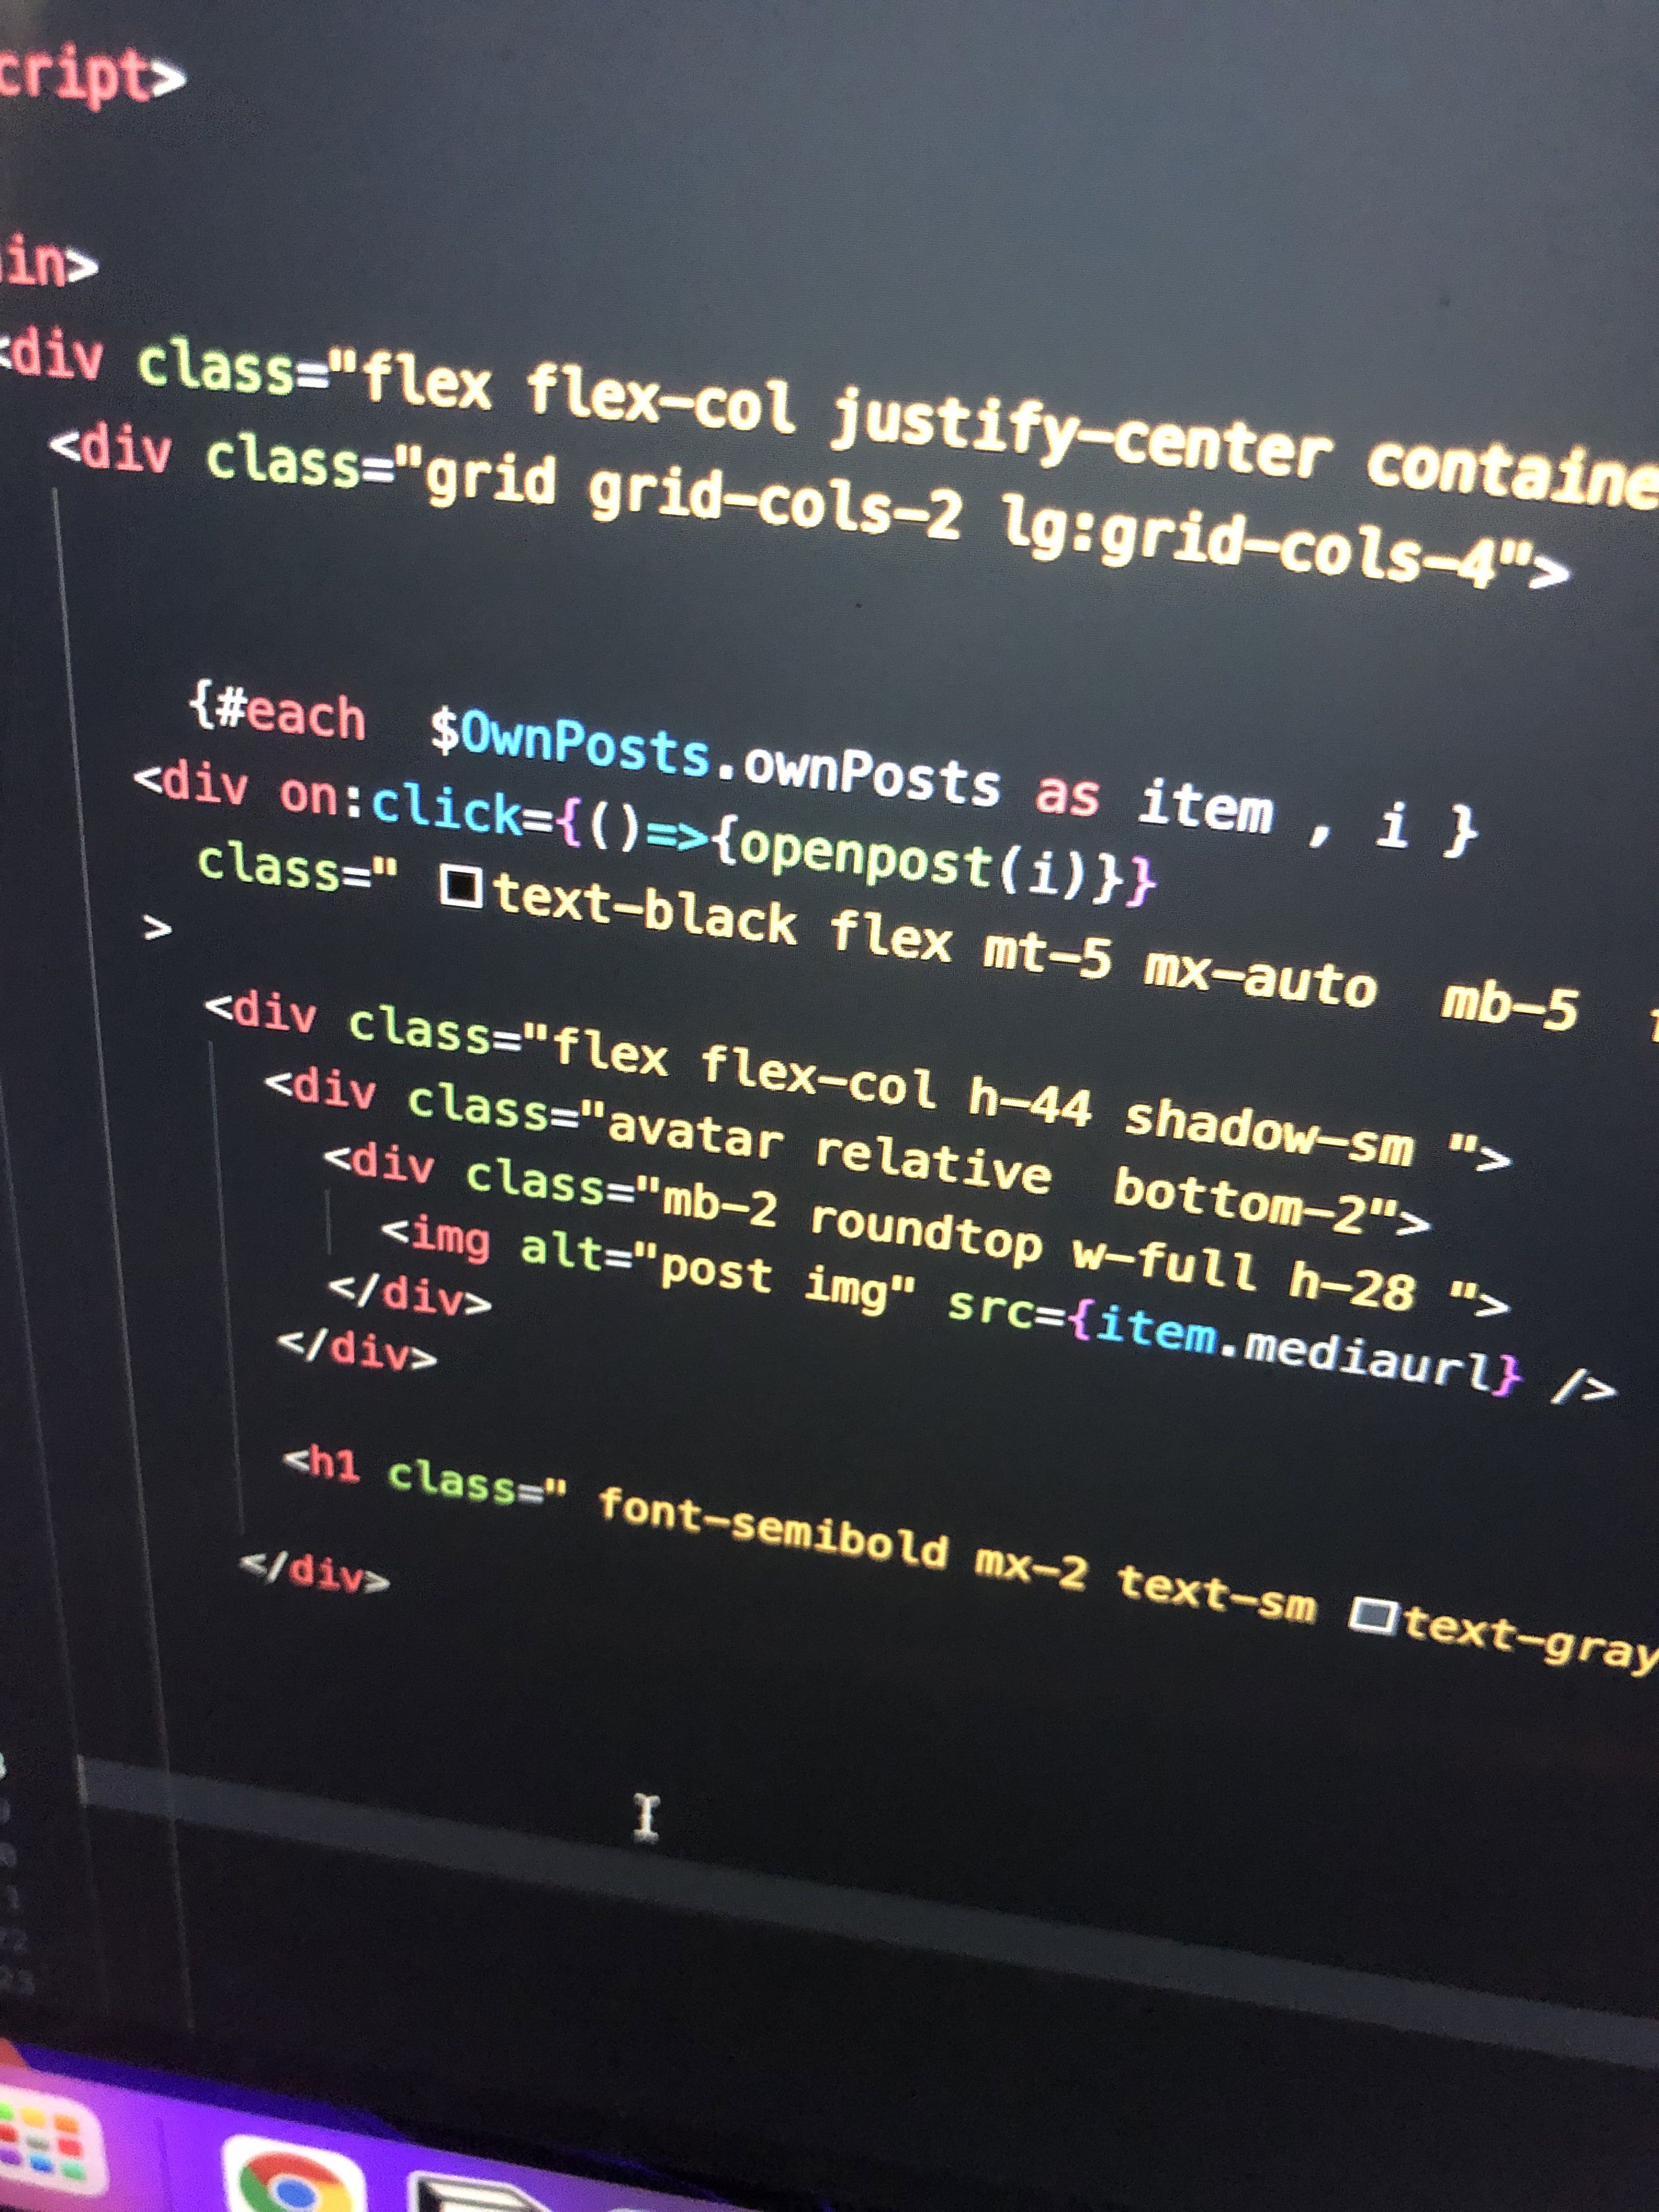 cript>
in>
<div class="flex flex-col justify-center containe
<div class="grid grid-cols-2 lg:grid-cols-4">
{#each  $OwnPosts.ownPosts as item , i }
<div on:click={()=>{openpost(i)}}
class=" text-black flex mt-5 mx-auto  mb-5
>
<div class="flex flex-col h-44 shadow-sm ">
<div class="avatar relative  bottom-2">
<div class="mb-2 roundtop w-full h-28 ">
<img alt="post img" src={item.mediaurl} />
</div>
</div>
<h1 class=" font-semibold mx-2 text-sm text-gray
</div>